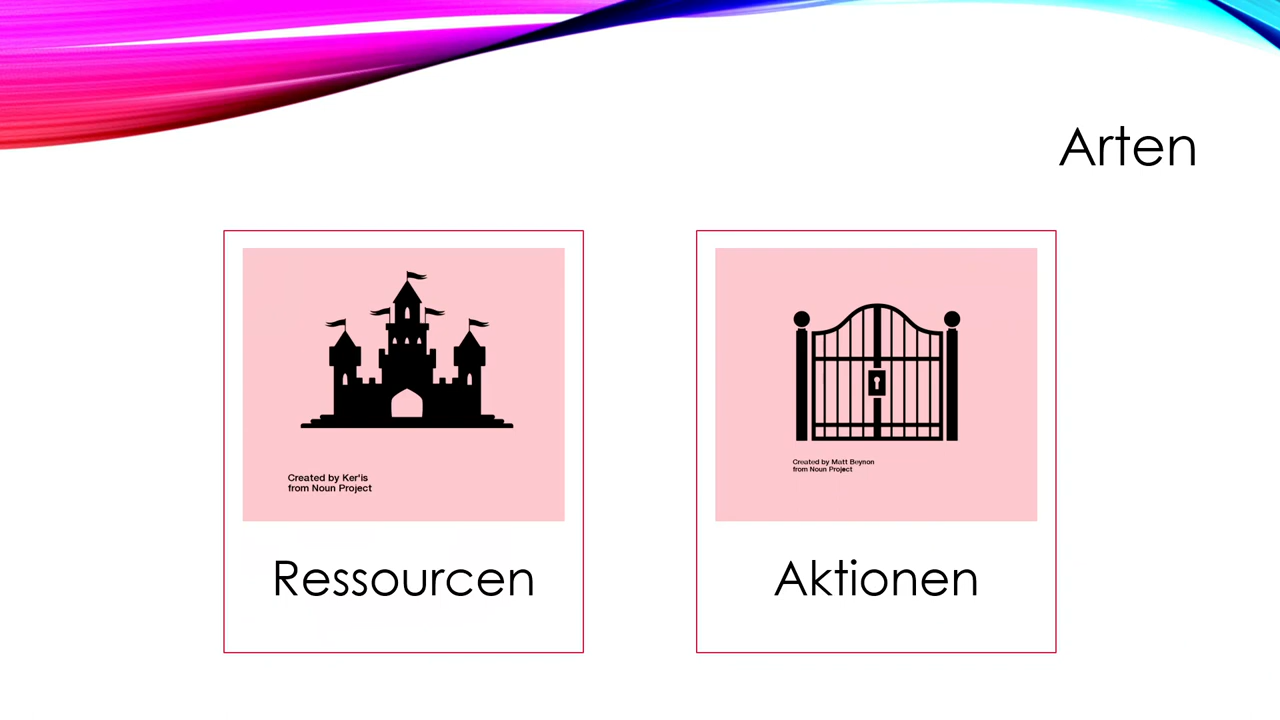 Arten
Created by Ker'is
from Noun Project
Ressourcen
Created by Matt Beynon
from Noun Project
Aktionen